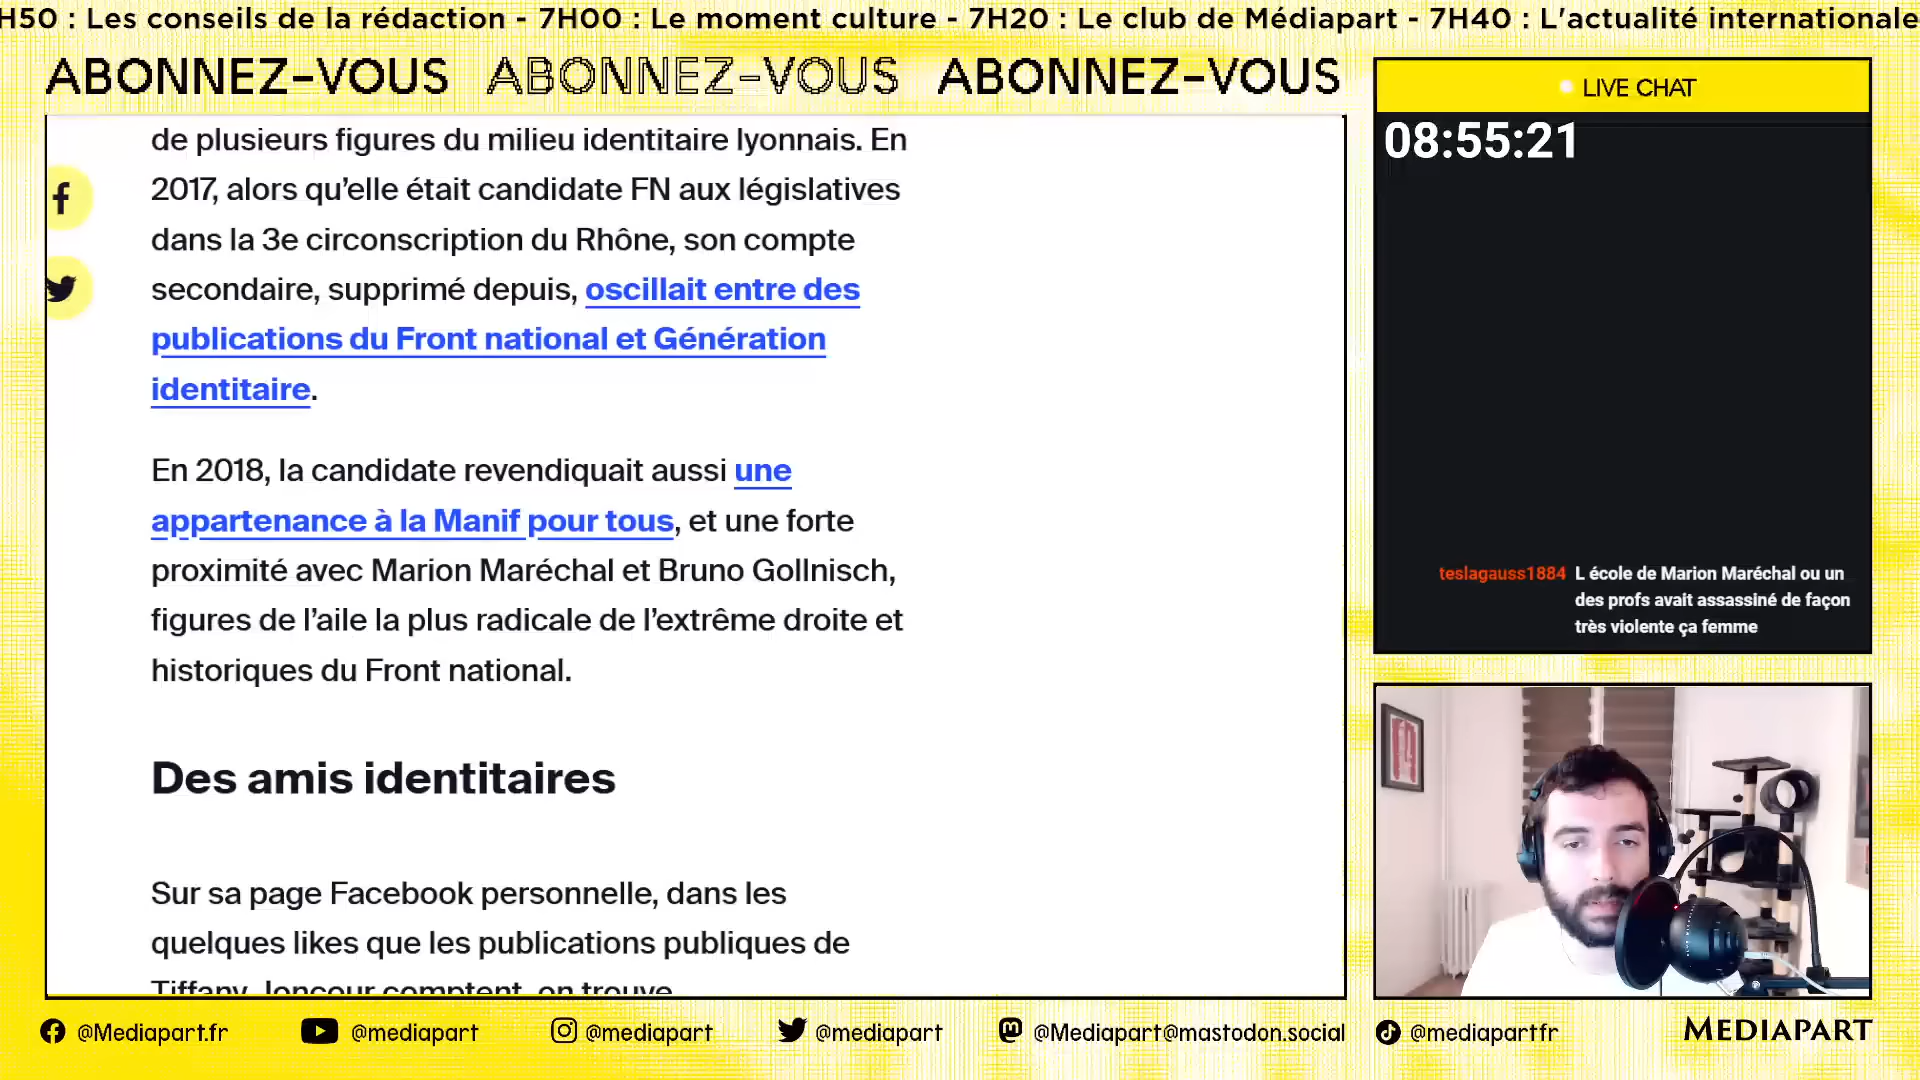 H50 : Les conseils de la rédaction - 7H00 : Le moment culture - 7H20 : Le club de Médiapart - 7H40 : L'actualité internationale
ABONNEZ-VOUS ABONNEZ-VOUS ABONNEZ-VOUS
de plusieurs figures du milieu identitaire lyonnais. En
2017, alors qu’elle était candidate FN aux législatives
dans la 3e circonscription du Rhône, son compte
secondaire, supprimé depuis, oscillait entre des
publications du Front national et Génération
identitaire.
En 2018, la candidate revendiquait aussi une
appartenance à la Manif pour tous, et une forte
proximité avec Marion Maréchal et Bruno Gollnisch,
figures de l’aile la plus radicale de l’extrême droite et
historiques du Front national.
Des amis identitaires
Sur sa page Facebook personnelle, dans les
quelques likes que les publications publiques de
Tiffany Joncour comptent, on trouve
LIVE CHAT
08:55:21
teslagauss1884 L école de Marion Maréchal ou un
des profs avait assassiné de façon
très violente ça femme
@Mediapart.fr @mediapart @mediapart @mediapart @Mediapart@mastodon.social @mediapartfr MEDIAPART